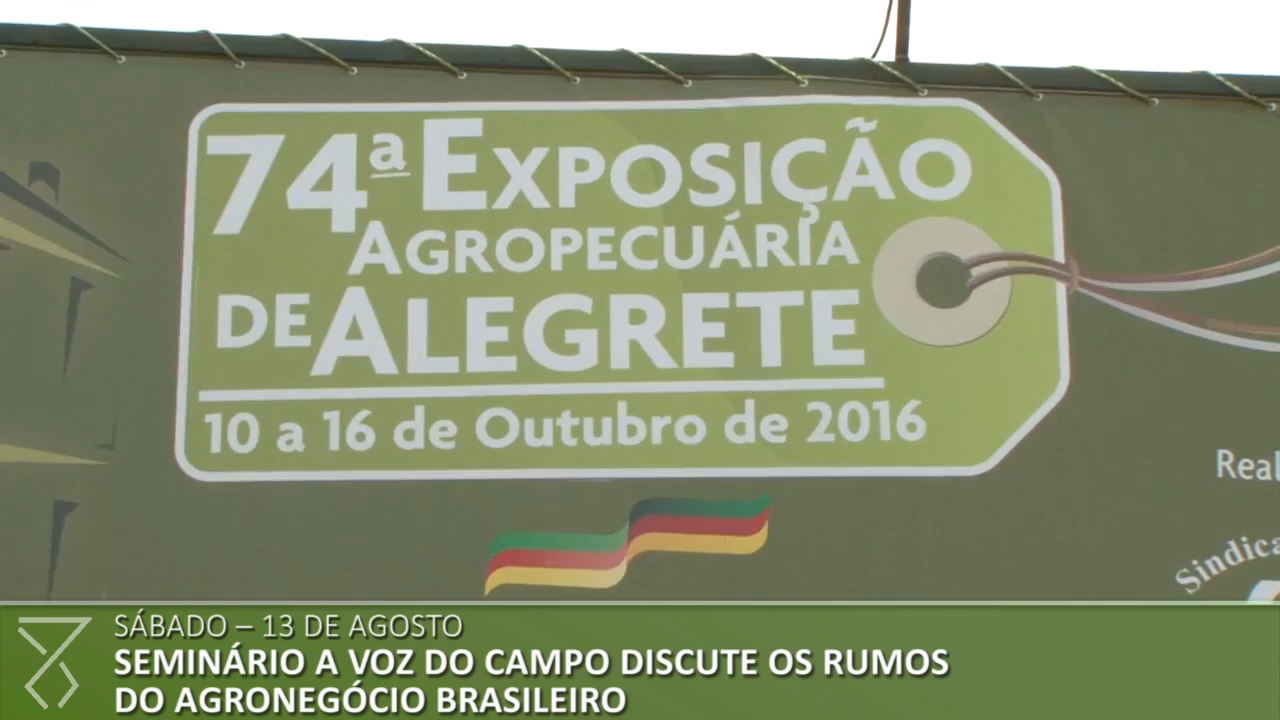 74ª EXPOSIÇÃO
AGROPECUÁRIA
DE ALEGRETE
10 a 16 de Outubro de 2016
SÁBADO – 13 DE AGOSTO
SEMINÁRIO A VOZ DO CAMPO DISCUTE OS RUMOS
DO AGRONEGÓCIO BRASILEIRO